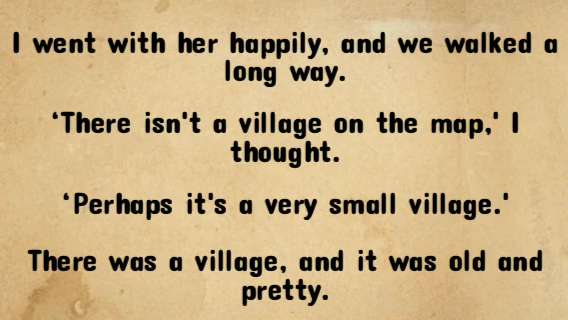 I went with her happily, and we walked a
long way.
‘There isn't a village on the map,' I
thought.
‘Perhaps it's a very small village.'
There was a village, and it was old and
pretty.